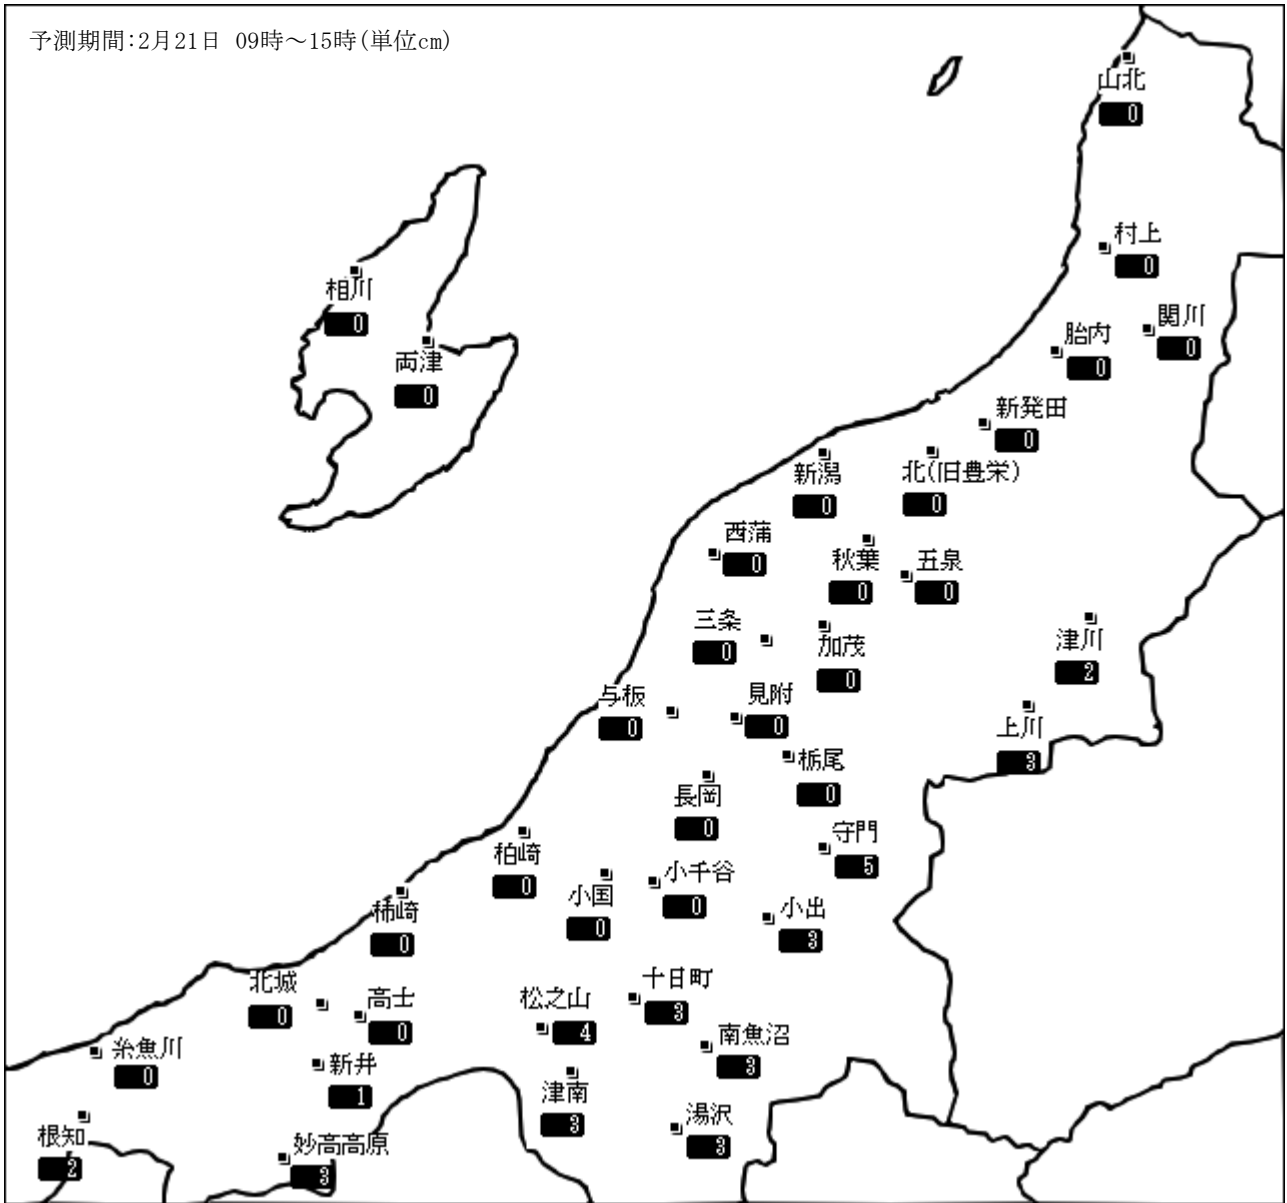 予測期間:2月21日 09時～15時(単位cm)
山北
0
村上
0
相川
0
関川
0
胎内
0
両津
0
新発田
0
新潟
0
北(旧豊栄)
0
西蒲
0
秋葉
0
五泉
0
三条
0
加茂
0
津川
2
与板
0
見附
0
上川
3
栃尾
0
長岡
0
守門
5
柏崎
0
小千谷
0
小国
0
小出
3
柿崎
0
北城
0
高士
0
松之山
4
十日町
3
南魚沼
3
糸魚川
0
新井
1
津南
3
湯沢
3
根知
2
妙高高原
3